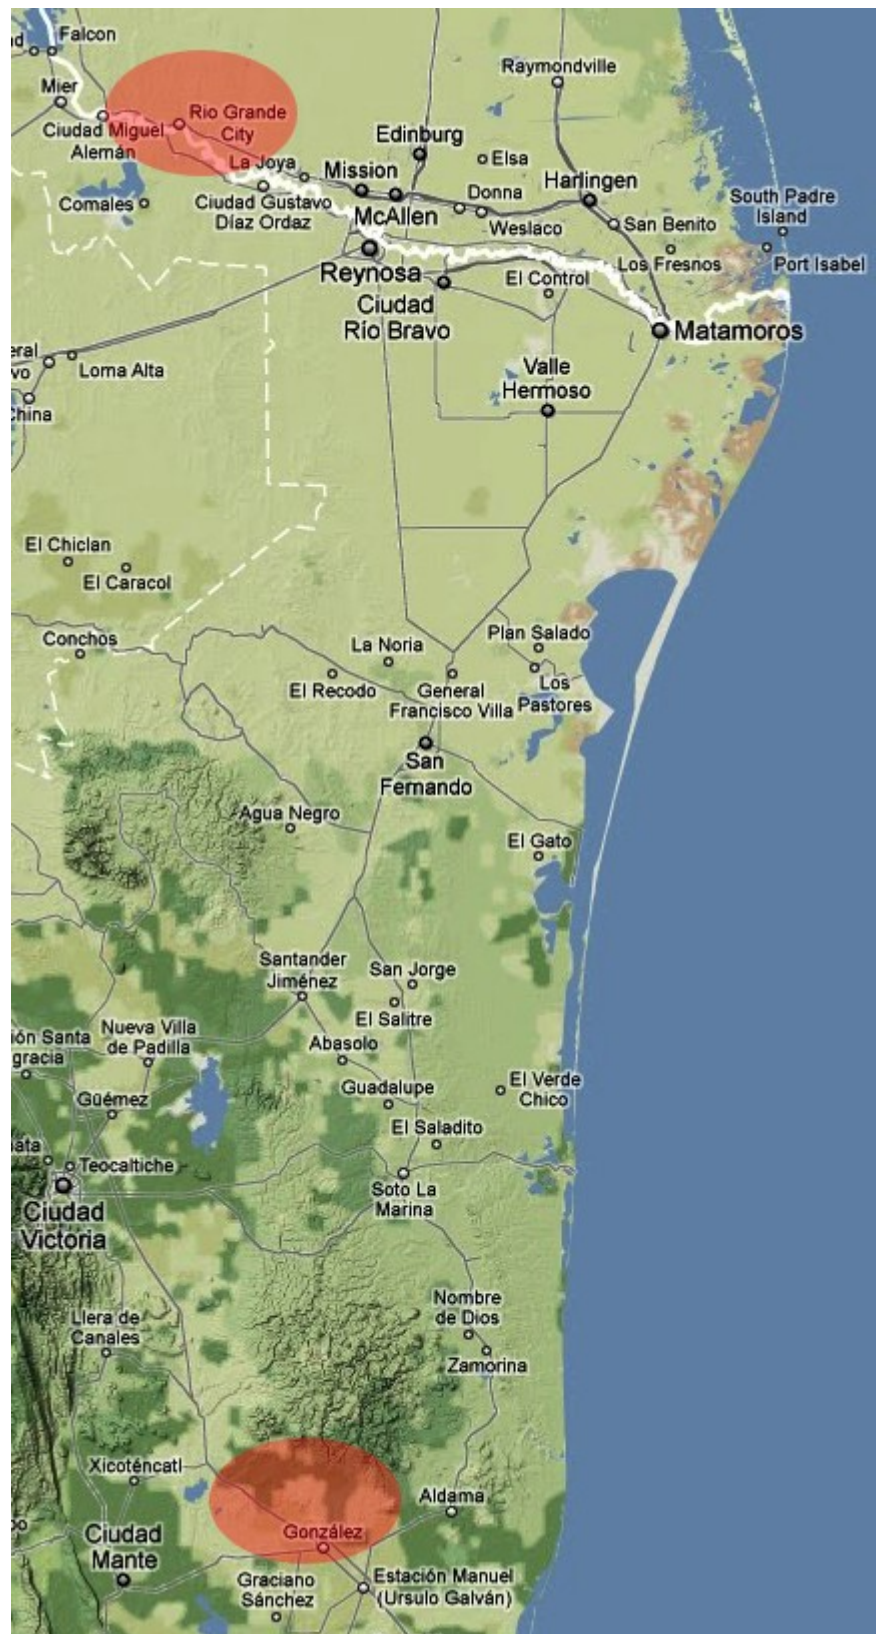 Falcon
Mier
Raymondville
Rio Grande
City
Ciudad Miguel
Alemán
Edinburg
Elsa
La Joya
Mission
Harlingen
Donna
South Padre
Island
Comales
Ciudad Gustavo
Díaz Ordaz
McAllen
Weslaco
San Benito
Los Fresnos
Port Isabel
Reynosa
El Control
Ciudad
Río Bravo
Matamoros
Loma Alta
Valle
Hermoso
El Chiclan
El Caracol
Conchos
La Noria
Plan Salado
El Recodo
General
Francisco Villa
Los
Pastores
San
Fernando
Agua Negro
El Gato
Santander
Jiménez
San Jorge
El Salitre
Nueva Villa
de Padilla
ión Santa
gracia
Abasolo
Güémez
Guadalupe
El Verde
Chico
El Saladito
ata
Teocaltiche
Soto La
Marina
Ciudad
Victoria
Nombre
de Dios
Llera de
Canales
Zamorina
Xicoténcatl
Aldama
González
Ciudad
Mante
Graciano
Sánchez
Estación Manuel
(Ursulo Galván)